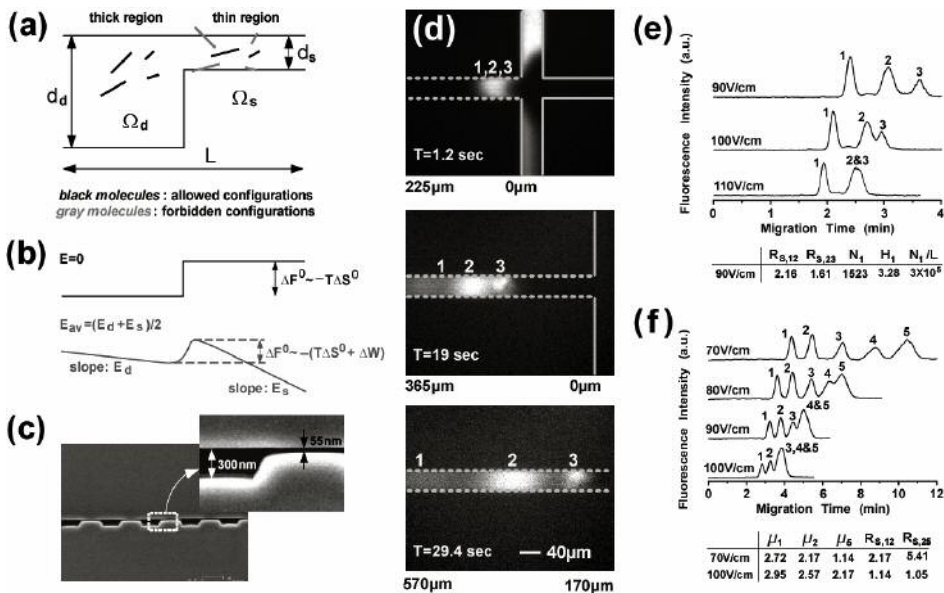 (a)
thick region
thin region
d_d
d_s
Ω_d
Ω_s
L
black molecules : allowed configurations
gray molecules : forbidden configurations
(b)
E=0
ΔF⁰~−TΔS⁰
E_av=(E_d+E_s)/2
ΔF⁰~−(TΔS⁰ + ΔW)
slope: E_d
slope: E_s
(c)
300nm
55nm
(d)
1,2,3
T=1.2 sec
225µm 0µm
1 2 3
T=19 sec
365µm 0µm
1 2 3
T=29.4 sec
40µm
570µm 170µm
(e)
Fluorescence Intensity (a.u.)
90V/cm
1 2 3
100V/cm
1 2 3
110V/cm
1 2&3
0 1 2 3 4
Migration Time (min)
R_S,12 R_S,23 N_1 H_1 N_1/L
90V/cm 2.16 1.61 1523 3.28 3X10⁵
(f)
Fluorescence Intensity (a.u.)
70V/cm
1 2 3 4 5
80V/cm
1 2 3 4 5
90V/cm
1 2 3 4&5
100V/cm
1 2 3,4&5
0 2 4 6 8 10 12
Migration Time (min)
µ_1 µ_2 µ_5 R_S,12 R_S,25
70V/cm 2.72 2.17 1.14 2.17 5.41
100V/cm 2.95 2.57 2.17 1.14 1.05